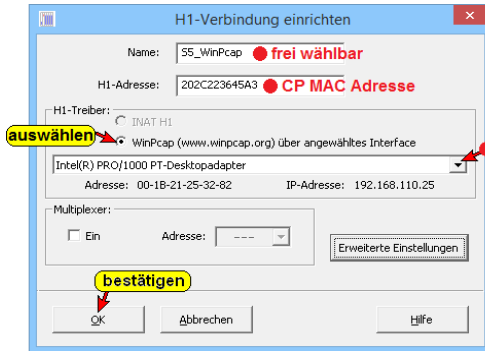 H1-Verbindung einrichten
Name: S5_WinPcap frei wählbar
H1-Adresse: 202C223645A3 CP MAC Adresse
H1-Treiber:
INAT H1
auswählen WinPcap (www.winpcap.org) über angewähltes Interface
Intel(R) PRO/1000 PT-Desktopadapter
Adresse: 00-1B-21-25-32-82 IP-Adresse: 192.168.110.25
Multiplexer:
Ein Adresse: --- Erweiterte Einstellungen
bestätigen
OK Abbrechen Hilfe